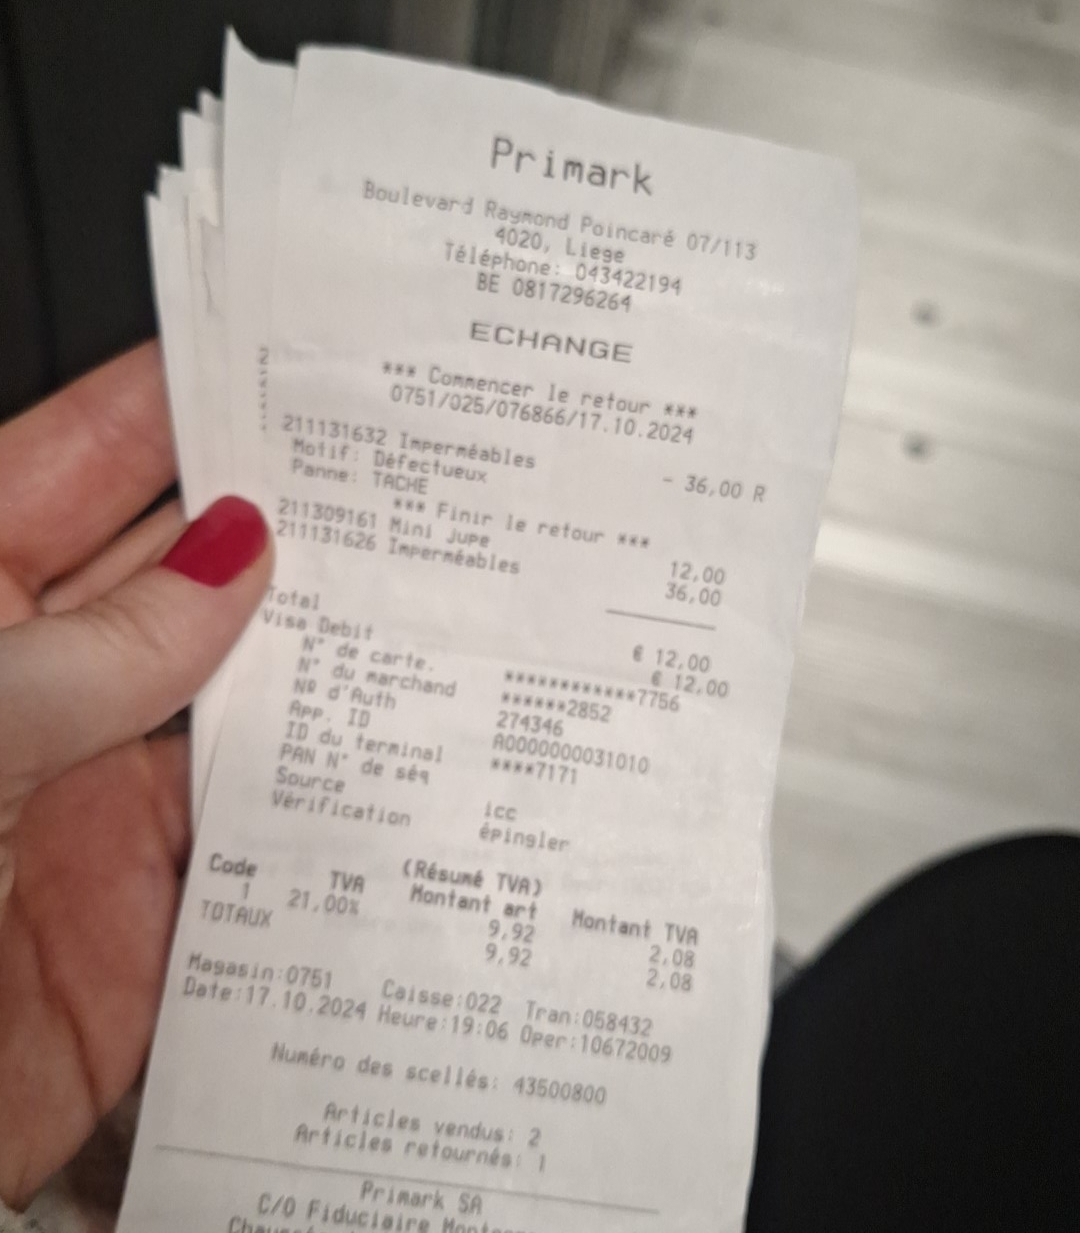 Primark
Boulevard Raymond Poincaré 07/113
4020, Liege
Téléphone: 043422194
BE 0817296264
ECHANGE
*** Commencer le retour ***
0751/025/076866/17.10.2024
211131632 Imperméables - 36,00 R
Motif: Défectueux
Panne: TACHE
*** Finir le retour ***
211309161 Mini jupe 12,00
211131626 Imperméables 36,00
Total € 12,00
Visa Debit € 12,00
N° de carte. ************7756
N° du marchand ******2852
Nº d'Auth 274346
App. ID A0000000031010
ID du terminal ****7171
PAN N° de séq
Source icc
Vérification épingler
(Résumé TVA)
Code TVA Montant art Montant TVA
1 21,00% 9,92 2,08
TOTAUX 9,92 2,08
Magasin:0751 Caisse:022 Tran:058432
Date:17.10.2024 Heure:19:06 Oper:10672009
Numéro des scellés: 43500800
Articles vendus: 2
Articles retournés: 1
Primark SA
C/O Fiduciaire